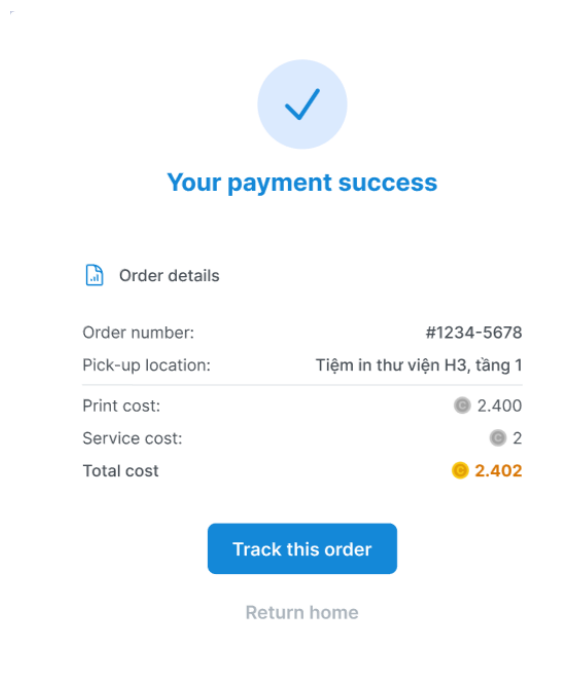 Your payment success
Order details
Order number: #1234-5678
Pick-up location: Tiệm in thư viện H3, tầng 1
Print cost: C 2.400
Service cost: C 2
Total cost C 2.402
Track this order
Return home